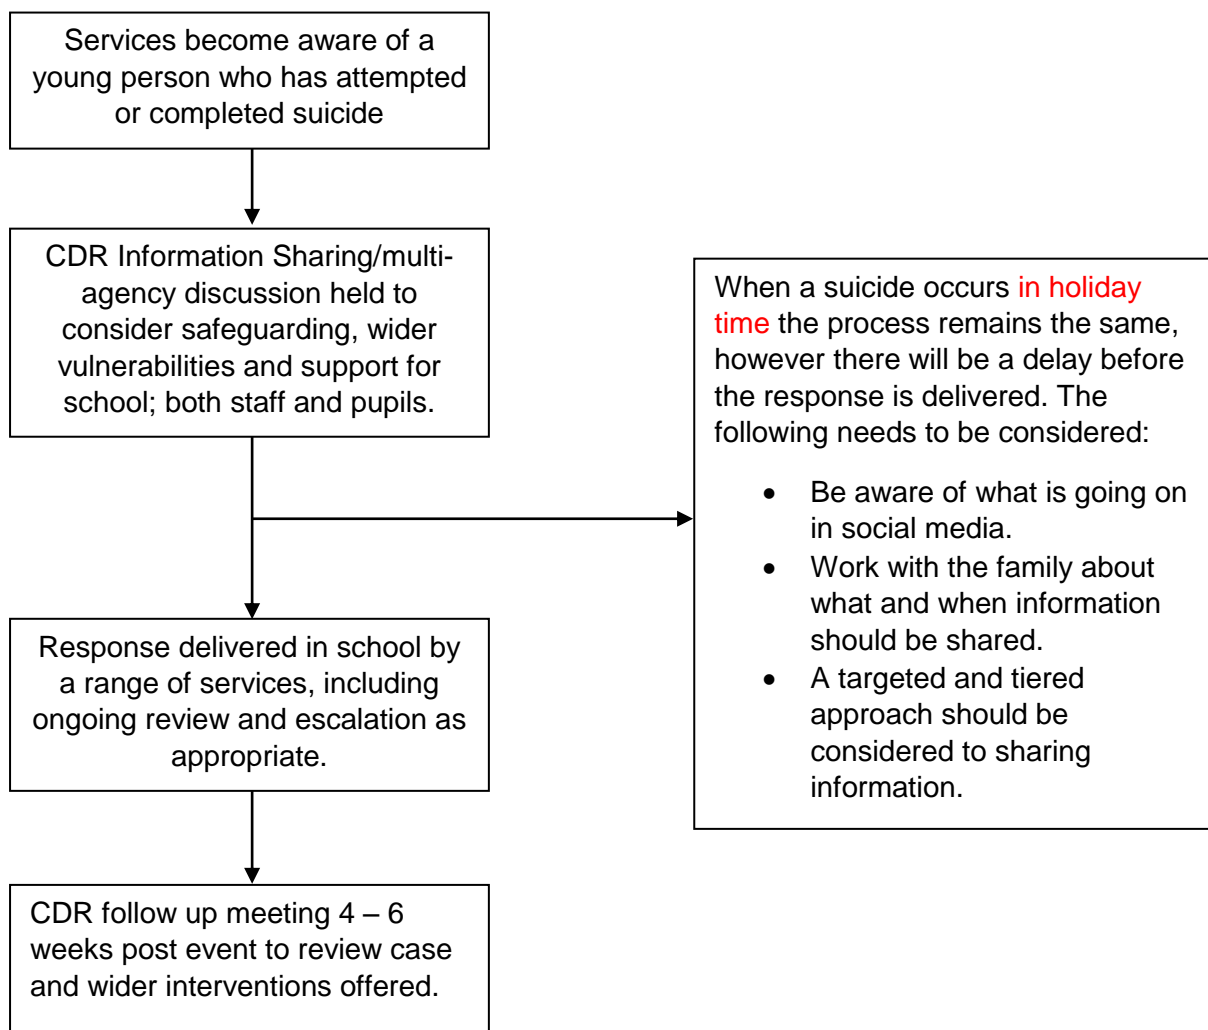 Services become aware of a
young person who has attempted
or completed suicide
CDR Information Sharing/multi-
agency discussion held to
consider safeguarding, wider
vulnerabilities and support for
school; both staff and pupils.
When a suicide occurs in holiday
time the process remains the same,
however there will be a delay before
the response is delivered. The
following needs to be considered:
• Be aware of what is going on
in social media.
• Work with the family about
what and when information
should be shared.
• A targeted and tiered
approach should be
considered to sharing
information.
Response delivered in school by
a range of services, including
ongoing review and escalation as
appropriate.
CDR follow up meeting 4 – 6
weeks post event to review case
and wider interventions offered.